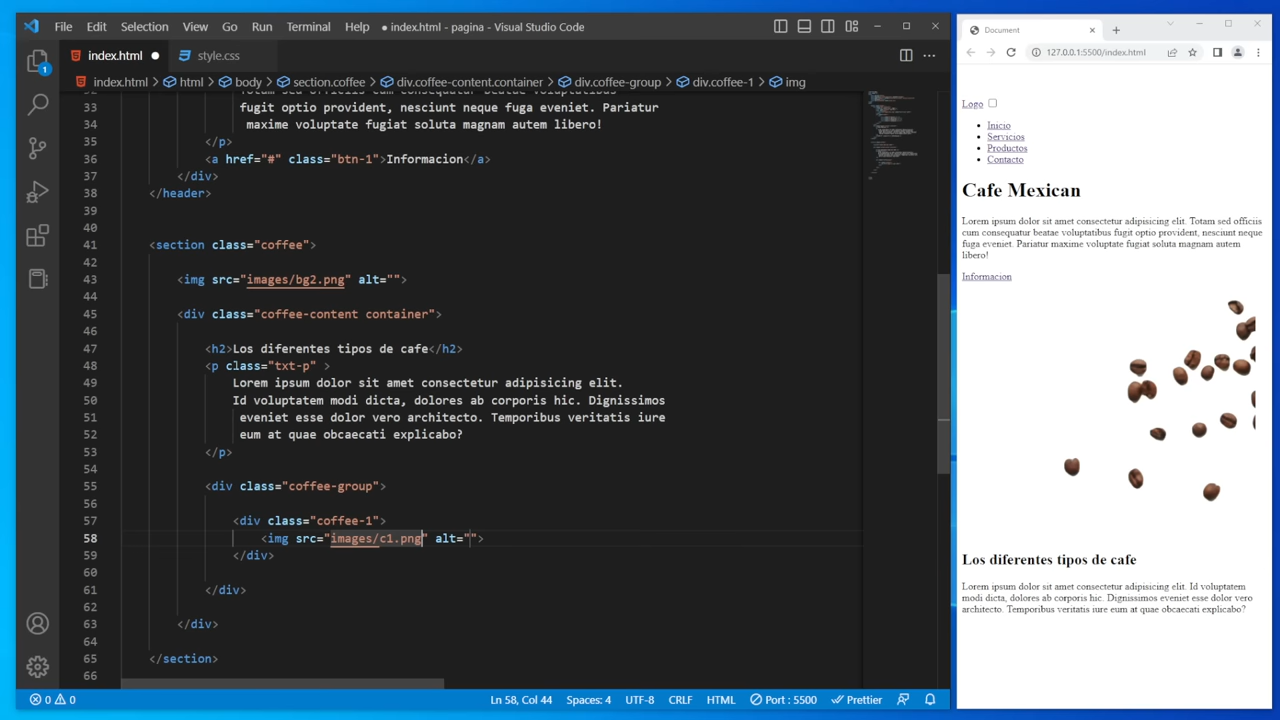 File Edit Selection View Go Run Terminal Help ● index.html - pagina - Visual Studio Code
index.html
style.css
index.html > html > body > section.coffee > div.coffee-content.container > div.coffee-group > div.coffee-1 > img
33 fugit optio provident, nesciunt neque fuga eveniet. Pariatur
34 maxime voluptate fugiat soluta magnam autem libero!
35 </p>
36 <a href="#" class="btn-1">Informacion</a>
37 </div>
38 </header>
39
40
41 <section class="coffee">
42
43 <img src="images/bg2.png" alt="">
44
45 <div class="coffee-content container">
46
47 <h2>Los diferentes tipos de cafe</h2>
48 <p class="txt-p" >
49 Lorem ipsum dolor sit amet consectetur adipisicing elit.
50 Id voluptatem modi dicta, dolores ab corporis hic. Dignissimos
51 eveniet esse dolor vero architecto. Temporibus veritatis iure
52 eum at quae obcaecati explicabo?
53 </p>
54
55 <div class="coffee-group">
56
57 <div class="coffee-1">
58 <img src="images/c1.png" alt="">
59 </div>
60
61 </div>
62
63 </div>
64
65 </section>
66
1
0 0 Ln 58, Col 44 Spaces: 4 UTF-8 CRLF HTML Port : 5500 Prettier
Document
127.0.0.1:5500/index.html
Logo
Inicio
Servicios
Productos
Contacto
Cafe Mexican
Lorem ipsum dolor sit amet consectetur adipisicing elit. Totam sed officiis
cum consequatur beatae voluptatibus fugit optio provident, nesciunt neque
fuga eveniet. Pariatur maxime voluptate fugiat soluta magnam autem
libero!
Informacion
Los diferentes tipos de cafe
Lorem ipsum dolor sit amet consectetur adipisicing elit. Id voluptatem
modi dicta, dolores ab corporis hic. Dignissimos eveniet esse dolor vero
architecto. Temporibus veritatis iure eum at quae obcaecati explicabo?